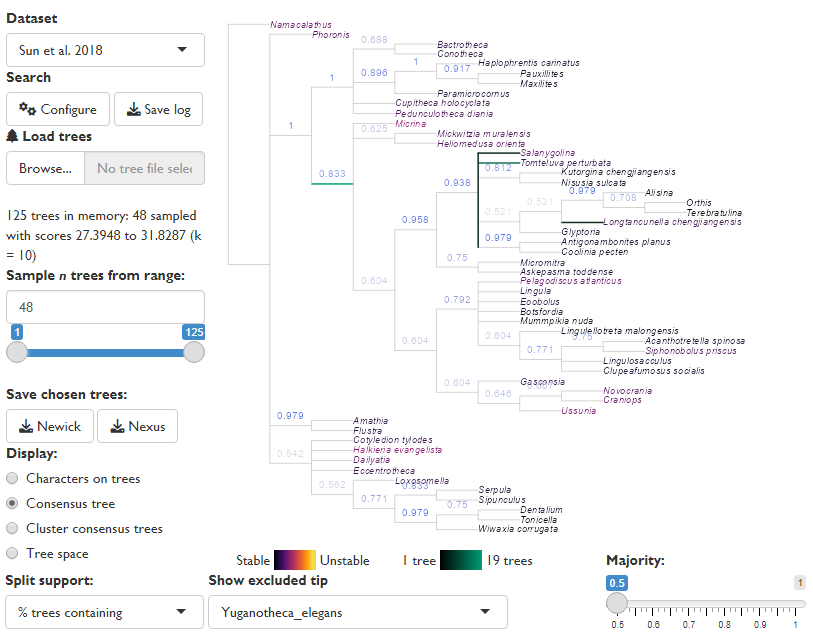 Dataset
Sun et al. 2018
Search
Configure
Save log
Load trees
Browse...
No tree file selec
125 trees in memory: 48 sampled
with scores 27.3948 to 31.8287 (k
= 10)
Sample n trees from range:
48
1
125
Save chosen trees:
Newick
Nexus
Display:
Characters on trees
Consensus tree
Cluster consensus trees
Tree space
Split support:
% trees containing
Namacalathus
Phoronis
0.688
Bactrotheca
Conotheca
1
Haplophrentis carinatus
0.896
0.917
Pauxillites
1
Maxilites
Paramicrocornus
Cupitheca holocyclata
Pedunculotheca diania
1
Micrina
0.625
Mickwitzia muralensis
Heliomedusa orienta
0.833
Salanygolina
Tomteluva perturbata
0.812
Kutorgina chengjiangensis
0.938
Nisusia sulcata
0.979
Alisina
0.521
0.708
Orthis
0.521
Terebratulina
0.958
Longtancunella chengjiangensis
Glyptoria
0.979
Antigonambonites planus
Coolinia pecten
0.75
Micromitra
Askepasma toddense
0.604
Pelagodiscus atlanticus
Lingula
0.792
Eoobolus
Botsfordia
Mummpikia nuda
0.604
Lingulellotreta malongensis
0.604
0.75
Acanthotretella spinosa
0.771
Siphonobolus priscus
Lingulosacculus
Clupeafumosus socialis
0.604
Gasconsia
0.646
Novocrania
Craniops
Ussunia
0.979
Amathia
Flustra
Cotyledion tylodes
0.542
Halkieria evangelista
Dailyatia
Eccentrotheca
0.562
Loxosomella
0.833
Serpula
0.771
Sipunculus
0.75
0.979
Dentalium
Tonicella
Wiwaxia corrugata
Stable
Unstable
1 tree
19 trees
Show excluded tip
Yuganotheca_elegans
Majority:
0.5
1
0.5 0.6 0.7 0.8 0.9 1